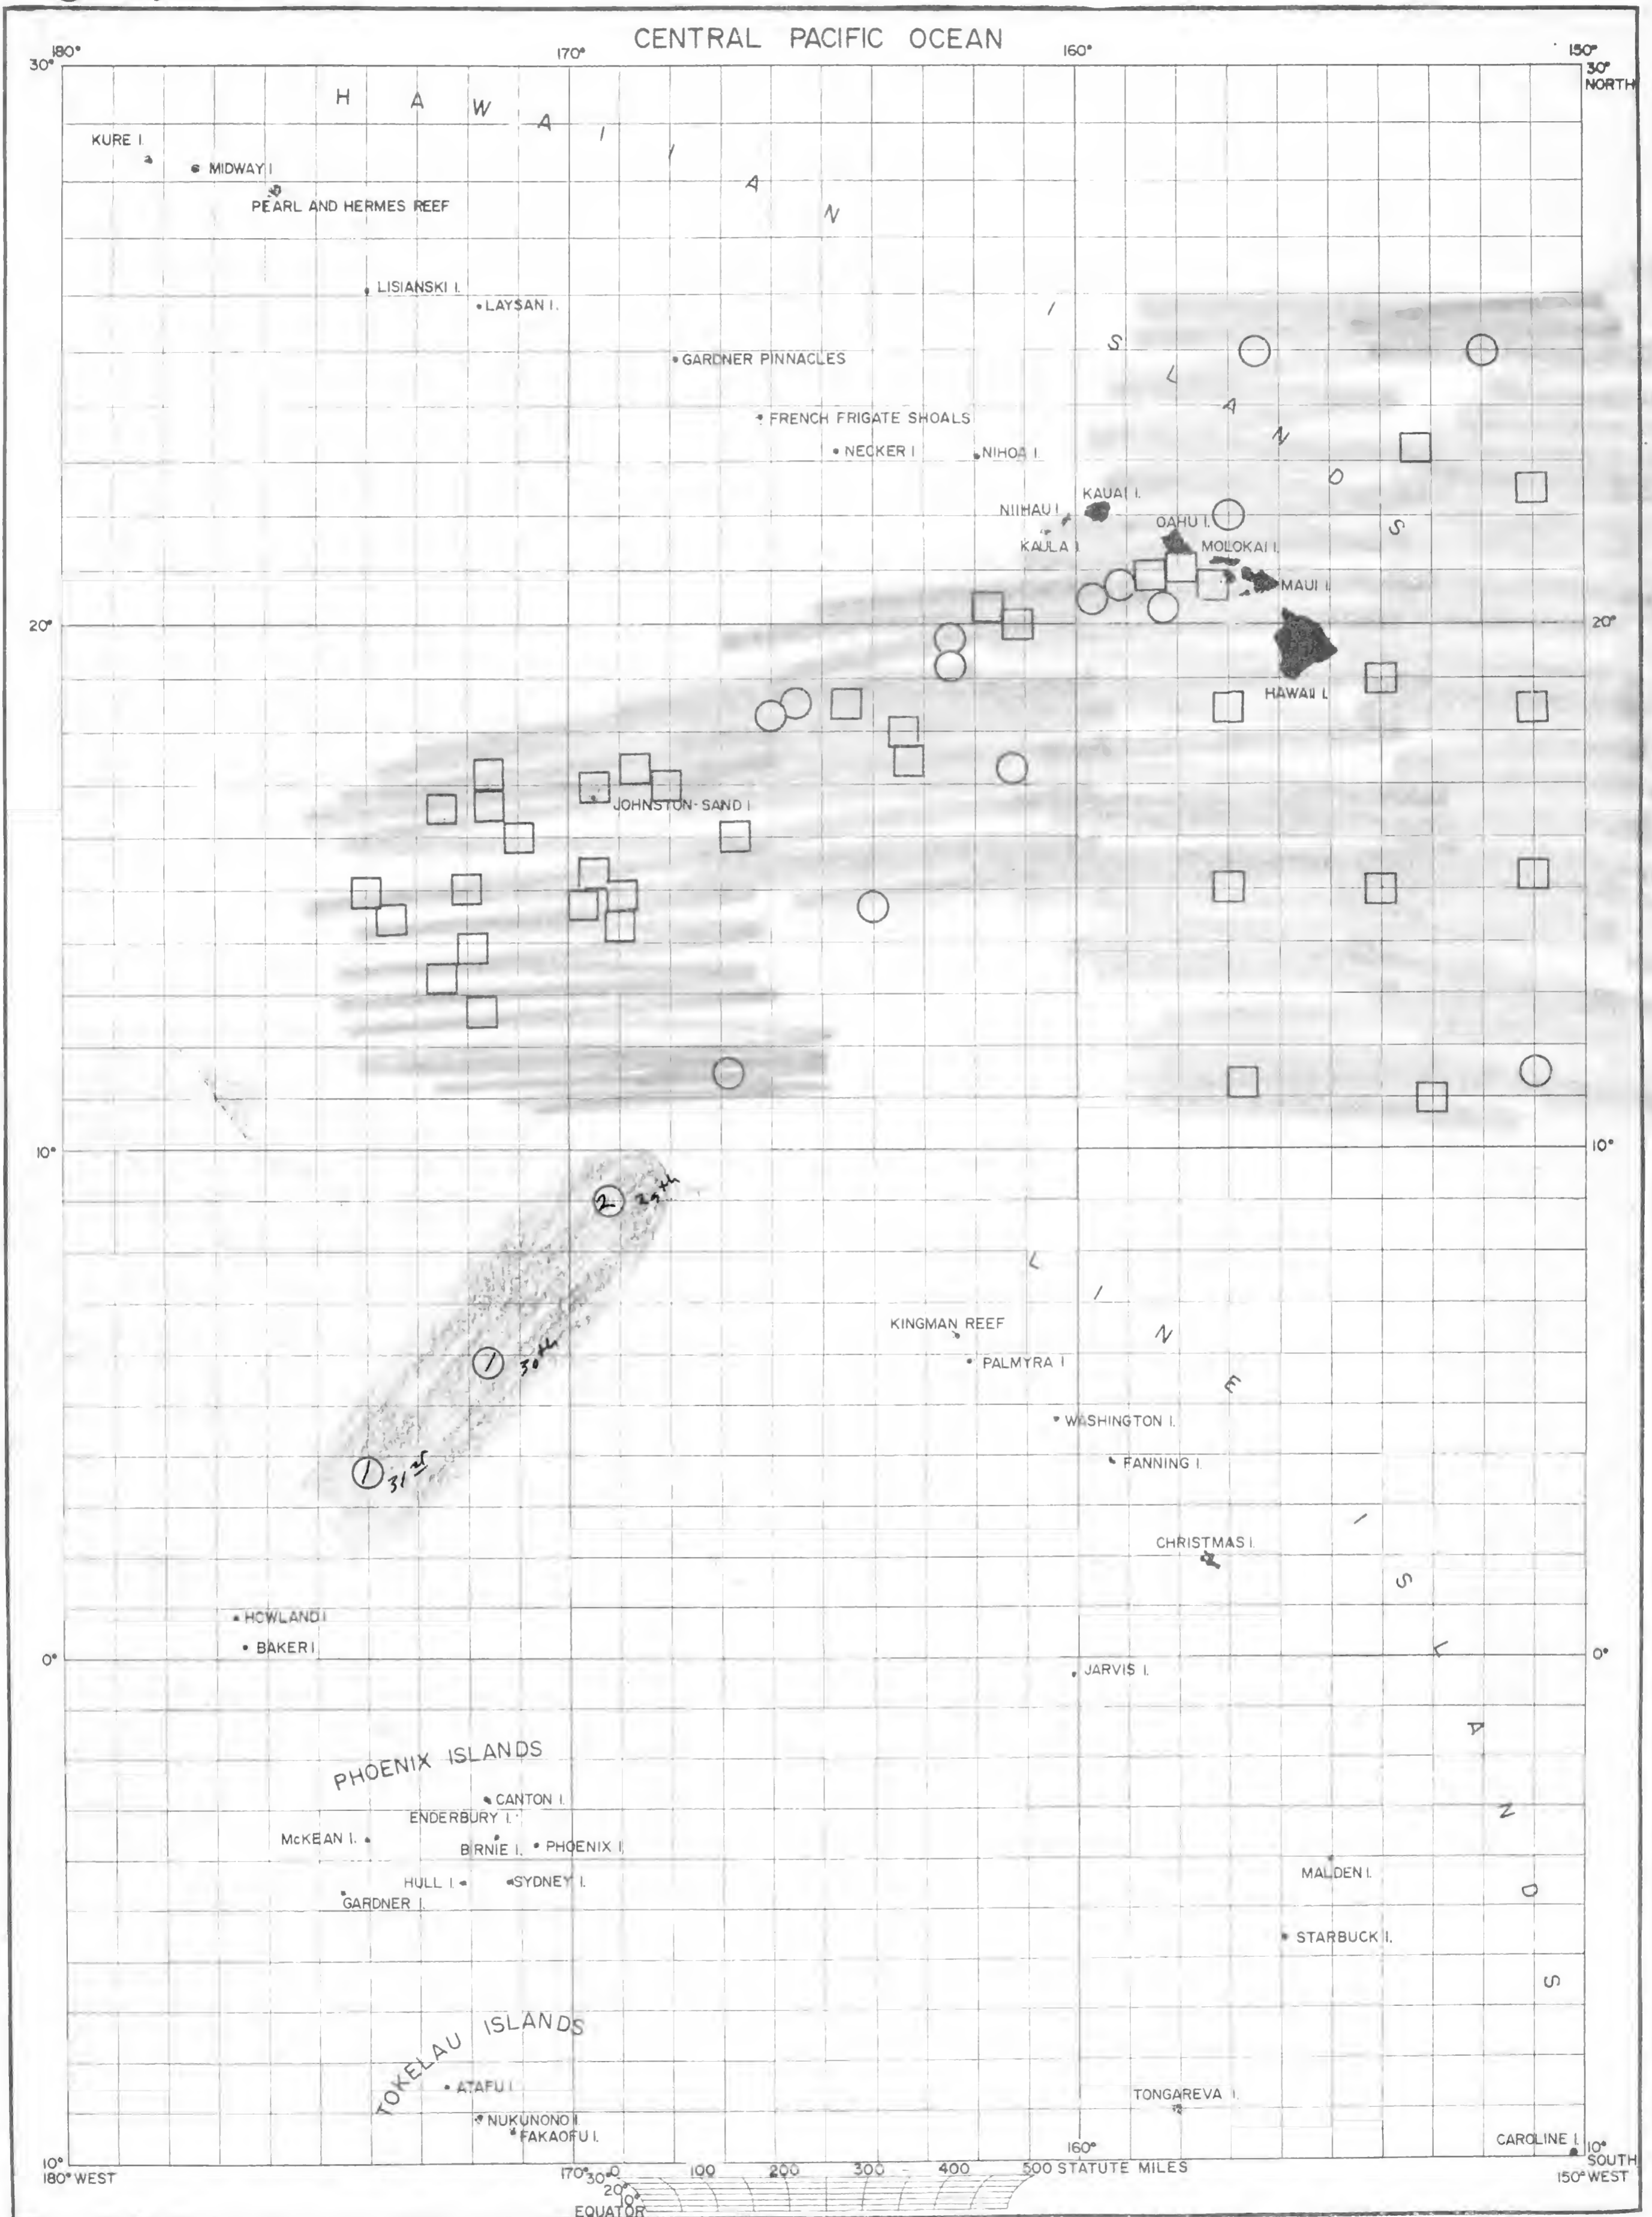 CENTRAL PACIFIC OCEAN
180° 170° 160° 150°
30° 30°
NORTH
HAWAIIAN ISLANDS
KURE I.
MIDWAY I
PEARL AND HERMES REEF
LISIANSKI I.
LAYSAN I.
GARDNER PINNACLES
FRENCH FRIGATE SHOALS
NECKER I
NIHOA I.
KAUAI I.
NIIHAU I.
OAHU I.
KAULA I
MOLOKAI I.
MAUI I.
20° 20°
HAWAII I.
JOHNSTON-SAND I.
10° 10°
2 29th
LINE ISLANDS
KINGMAN REEF
1 30th
PALMYRA I
WASHINGTON I.
FANNING I.
1 31st
CHRISTMAS I.
HOWLAND I
BAKER I
0° 0°
JARVIS I.
PHOENIX ISLANDS
CANTON I.
ENDERBURY I.
McKEAN I.
BIRNIE I.
PHOENIX I.
HULL I.
SYDNEY I.
GARDNER I.
MALDEN I.
STARBUCK I.
TOKELAU ISLANDS
ATAFU I
NUKUNONO I.
FAKAOFU I.
TONGAREVA I.
CAROLINE I.
10° 160° 10°
SOUTH
180° WEST 170° 150° WEST
30° 0 100 200 300 400 500 STATUTE MILES
20°
10°
EQUATOR